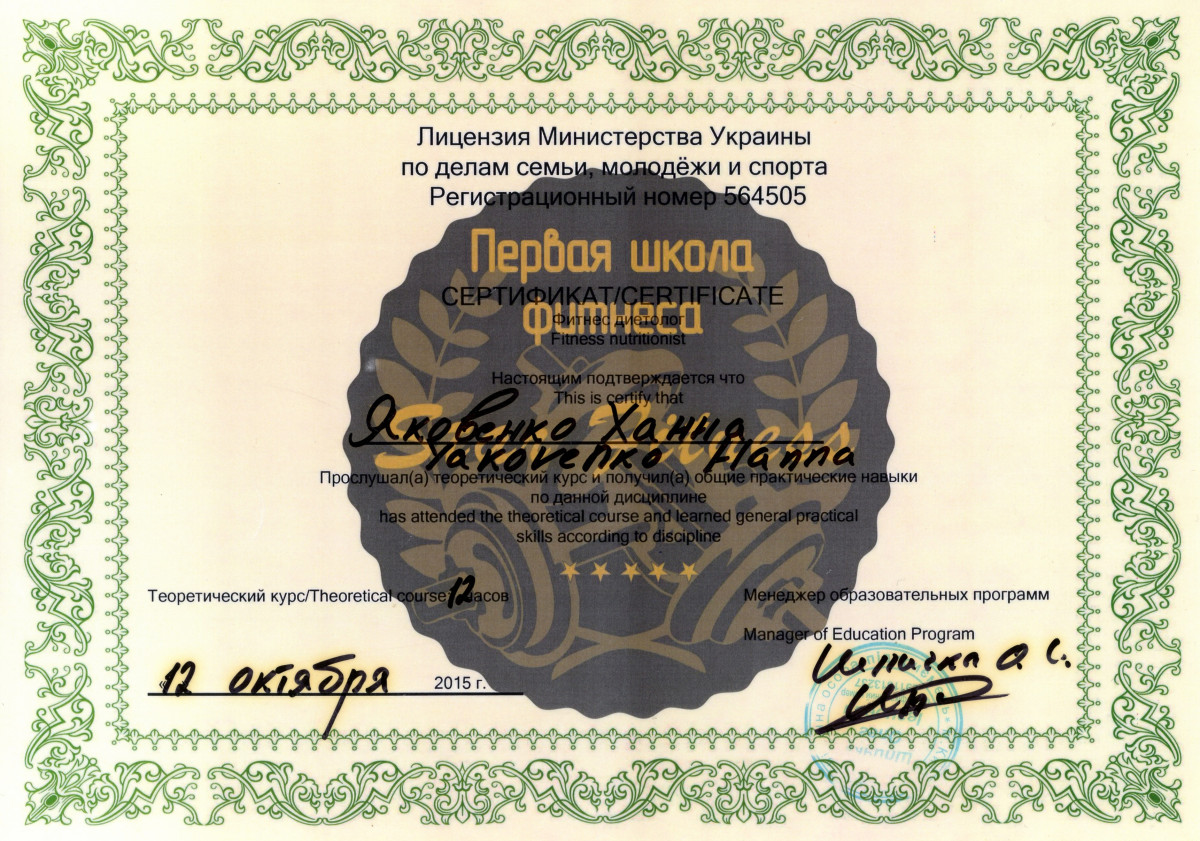 Лицензия Министерства Украины
по делам семьи, молодёжи и спорта
Регистрационный номер 564505
Первая школа
СЕРТИФИКАТ/CERTIFICATE
фитнеса
Фитнес диетолог
Fitness nutritionist
Настоящим подтверждается что
This is certify that
Яковенко Ханна
Yakovenko Hanna
Прослушал(а) теоретический курс и получил(а) общие практические навыки
по данной дисциплине
has attended the theoretical course and learned general practical
skills according to discipline
Теоретический курс/Theoretical course 12 часов
Менеджер образовательных программ
Manager of Education Program
Шпичка О. С.
12 октября 2015 г.